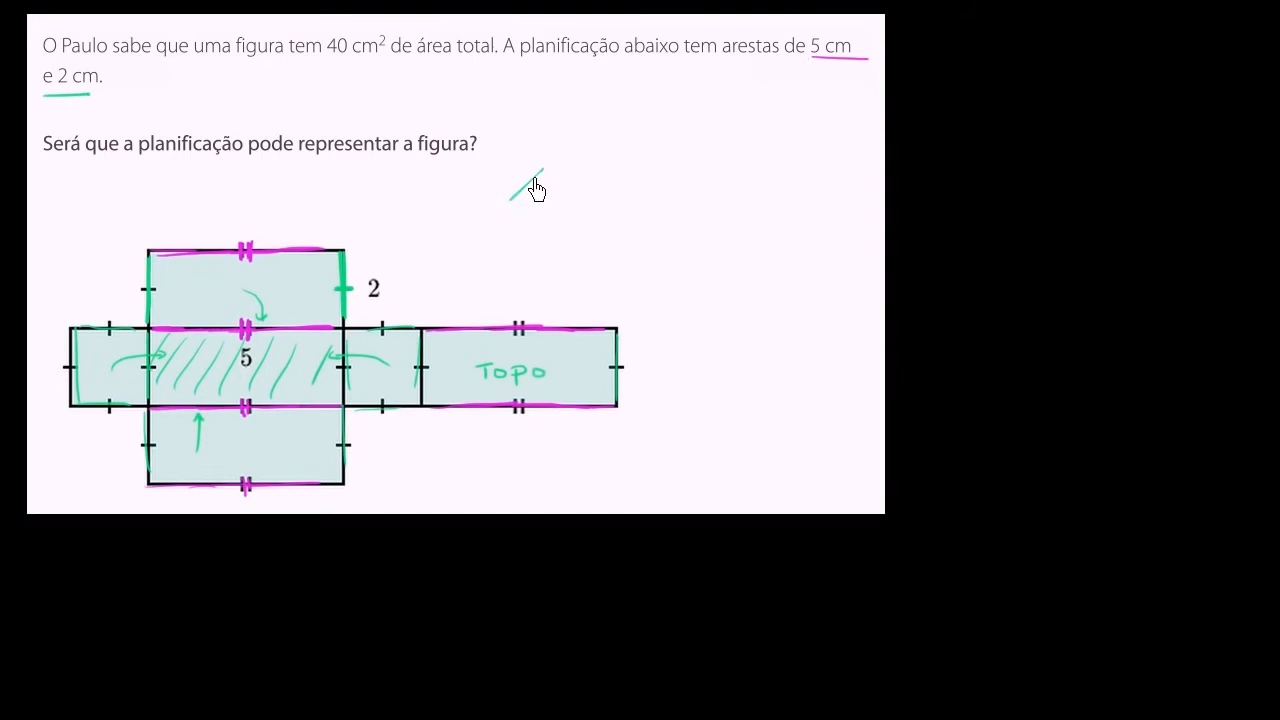 O Paulo sabe que uma figura tem 40 cm² de área total. A planificação abaixo tem arestas de 5 cm
e 2 cm.
Será que a planificação pode representar a figura?
2
5
TOPO